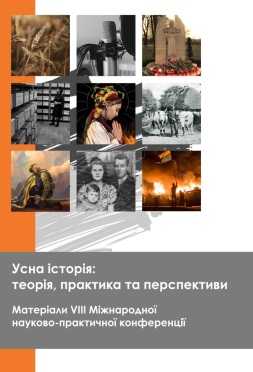 Усна історія:
теорія, практика та перспективи
Матеріали VIII Міжнародної
науково-практичної конференції